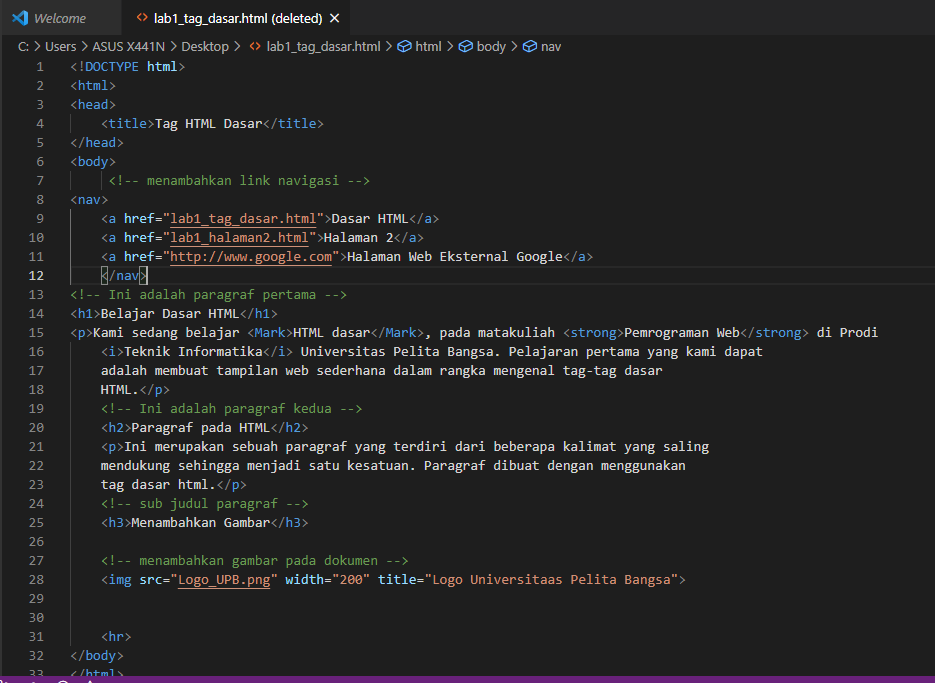 Welcome
lab1_tag_dasar.html (deleted)
C: > Users > ASUS X441N > Desktop > lab1_tag_dasar.html > html > body > nav
1 <!DOCTYPE html>
2 <html>
3 <head>
4 <title>Tag HTML Dasar</title>
5 </head>
6 <body>
7 <!-- menambahkan link navigasi -->
8 <nav>
9 <a href="lab1_tag_dasar.html">Dasar HTML</a>
10 <a href="lab1_halaman2.html">Halaman 2</a>
11 <a href="http://www.google.com">Halaman Web Eksternal Google</a>
12 </nav>
13 <!-- Ini adalah paragraf pertama -->
14 <h1>Belajar Dasar HTML</h1>
15 <p>Kami sedang belajar <Mark>HTML dasar</Mark>, pada matakuliah <strong>Pemrograman Web</strong> di Prodi
16 <i>Teknik Informatika</i> Universitas Pelita Bangsa. Pelajaran pertama yang kami dapat
17 adalah membuat tampilan web sederhana dalam rangka mengenal tag-tag dasar
18 HTML.</p>
19 <!-- Ini adalah paragraf kedua -->
20 <h2>Paragraf pada HTML</h2>
21 <p>Ini merupakan sebuah paragraf yang terdiri dari beberapa kalimat yang saling
22 mendukung sehingga menjadi satu kesatuan. Paragraf dibuat dengan menggunakan
23 tag dasar html.</p>
24 <!-- sub judul paragraf -->
25 <h3>Menambahkan Gambar</h3>
26
27 <!-- menambahkan gambar pada dokumen -->
28 <img src="Logo_UPB.png" width="200" title="Logo Universitaas Pelita Bangsa">
29
30
31 <hr>
32 </body>
33 </html>